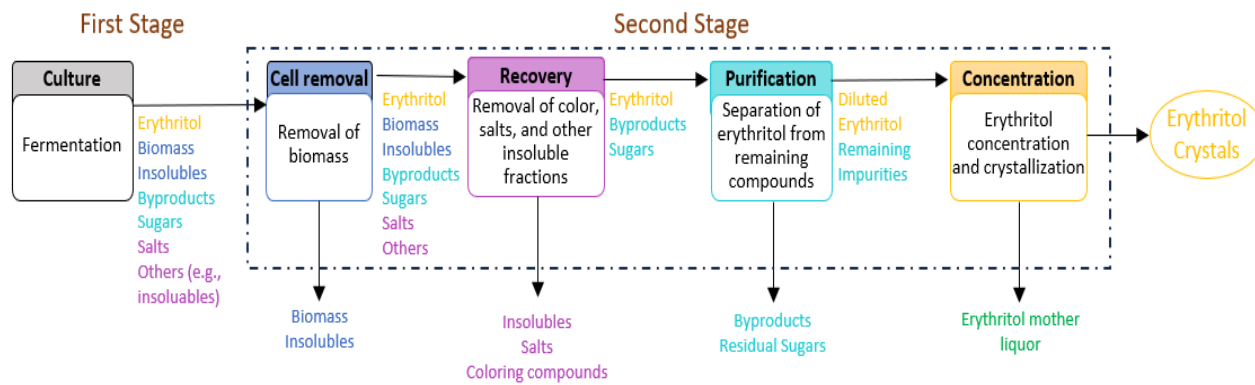 First Stage
Second Stage
Culture
Fermentation
Erythritol
Biomass
Insolubles
Byproducts
Sugars
Salts
Others (e.g.,
insoluables)
Cell removal
Removal of
biomass
Erythritol
Biomass
Insolubles
Byproducts
Sugars
Salts
Others
Recovery
Removal of color,
salts, and other
insoluble
fractions
Erythritol
Byproducts
Sugars
Purification
Separation of
erythritol from
remaining
compounds
Diluted
Erythritol
Remaining
Impurities
Concentration
Erythritol
concentration
and crystallization
Erythritol
Crystals
Biomass
Insolubles
Insolubles
Salts
Coloring compounds
Byproducts
Residual Sugars
Erythritol mother
liquor